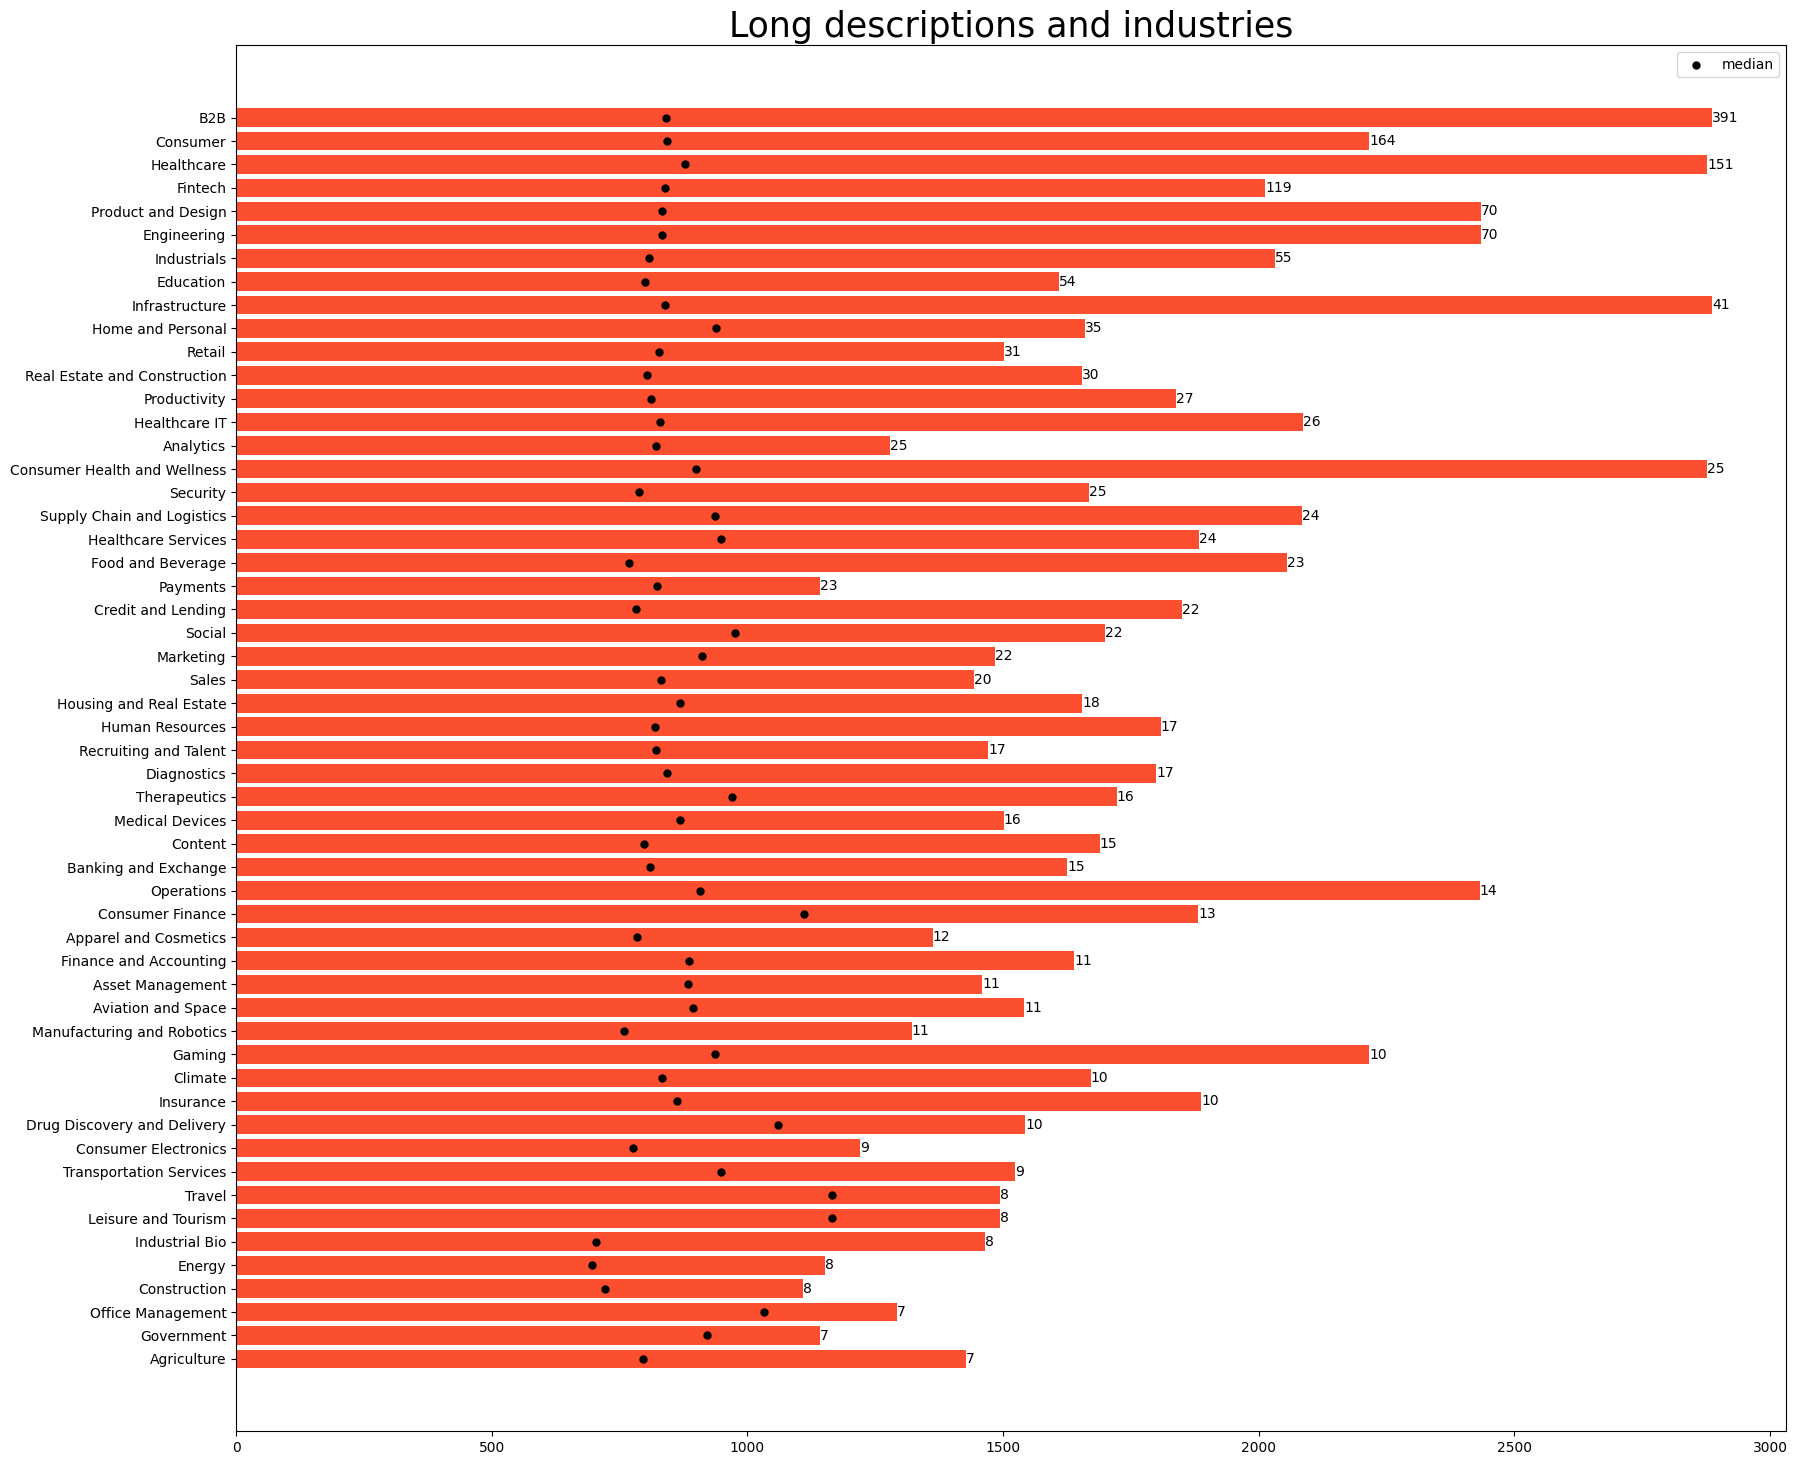 Long descriptions and industries
median
B2B 391
Consumer 164
Healthcare 151
Fintech 119
Product and Design 70
Engineering 70
Industrials 55
Education 54
Infrastructure 41
Home and Personal 35
Retail 31
Real Estate and Construction 30
Productivity 27
Healthcare IT 26
Analytics 25
Consumer Health and Wellness 25
Security 25
Supply Chain and Logistics 24
Healthcare Services 24
Food and Beverage 23
Payments 23
Credit and Lending 22
Social 22
Marketing 22
Sales 20
Housing and Real Estate 18
Human Resources 17
Recruiting and Talent 17
Diagnostics 17
Therapeutics 16
Medical Devices 16
Content 15
Banking and Exchange 15
Operations 14
Consumer Finance 13
Apparel and Cosmetics 12
Finance and Accounting 11
Asset Management 11
Aviation and Space 11
Manufacturing and Robotics 11
Gaming 10
Climate 10
Insurance 10
Drug Discovery and Delivery 10
Consumer Electronics 9
Transportation Services 9
Travel 8
Leisure and Tourism 8
Industrial Bio 8
Energy 8
Construction 8
Office Management 7
Government 7
Agriculture 7
0 500 1000 1500 2000 2500 3000